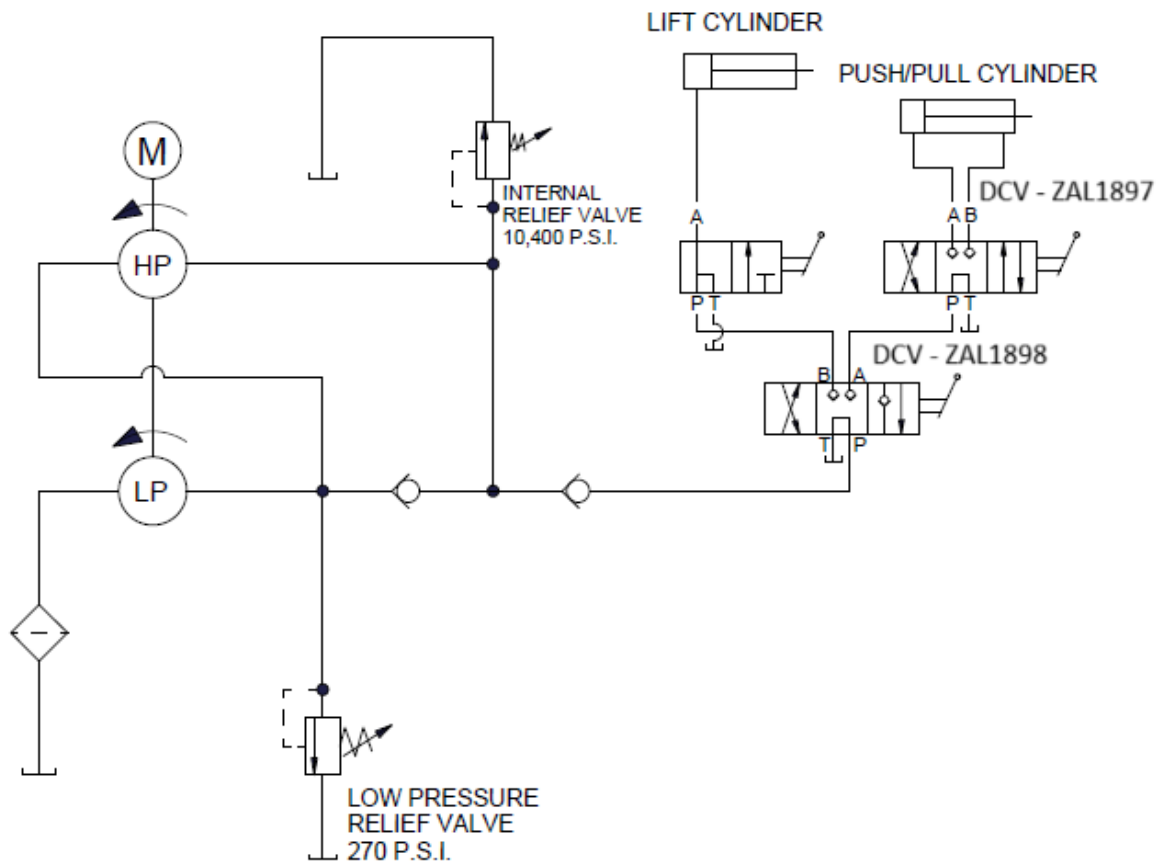 LIFT CYLINDER
PUSH/PULL CYLINDER
M
INTERNAL
RELIEF VALVE
10,400 P.S.I.
DCV - ZAL1897
A
A B
HP
P T
P T
DCV - ZAL1898
B A
T P
LP
LOW PRESSURE
RELIEF VALVE
270 P.S.I.